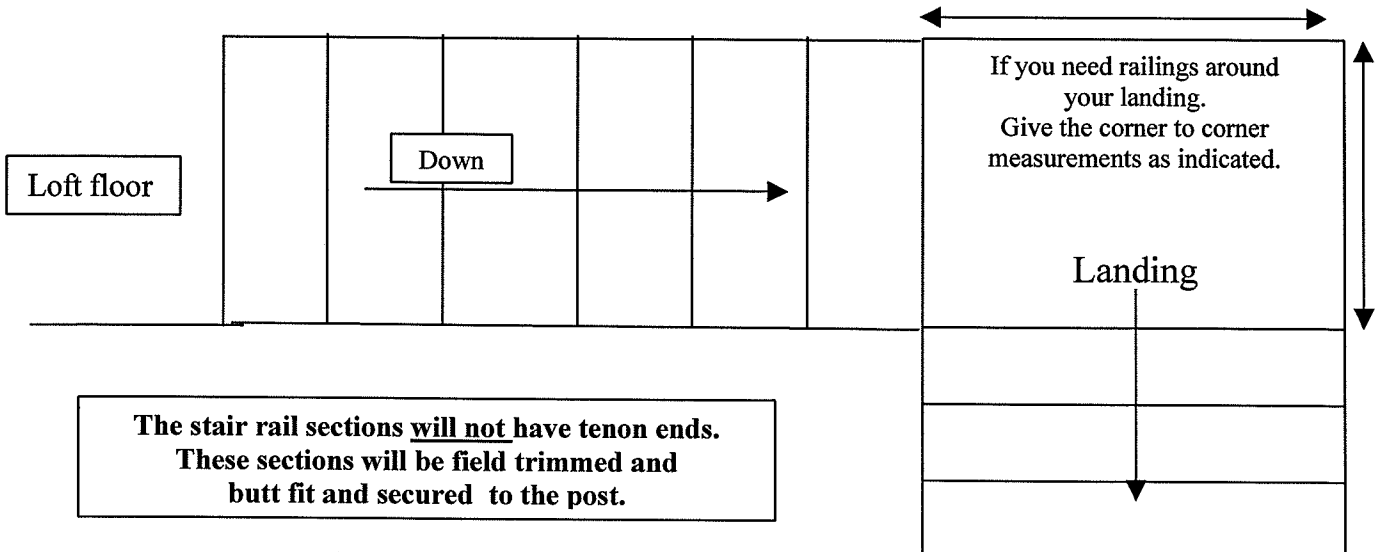 If you need railings around
your landing.
Give the corner to corner
measurements as indicated.
Down
Loft floor
Landing
The stair rail sections will not have tenon ends.
These sections will be field trimmed and
butt fit and secured to the post.